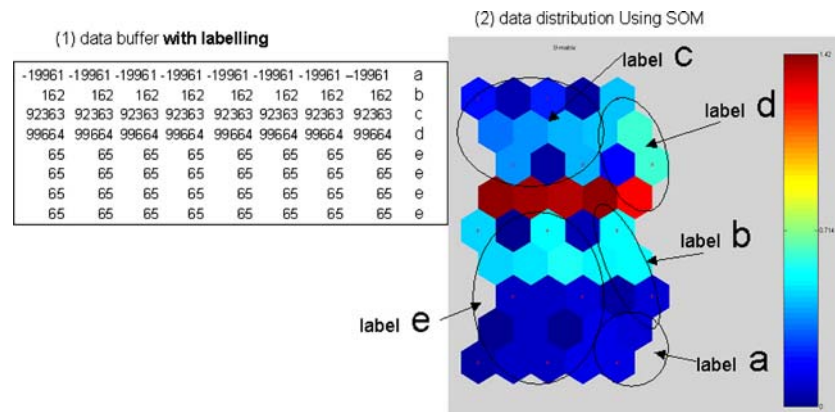 (1) data buffer with labelling
-19961 -19961 -19961 -19961 -19961 -19961 -19961 –19961 a
162 162 162 162 162 162 162 162 b
92363 92363 92363 92363 92363 92363 92363 92363 c
99664 99664 99664 99664 99664 99664 99664 99664 d
65 65 65 65 65 65 65 65 e
65 65 65 65 65 65 65 65 e
65 65 65 65 65 65 65 65 e
65 65 65 65 65 65 65 65 e
(2) data distribution Using SOM
U-matrix
label c
label d
label b
label e
label a
1.42
0.714
0